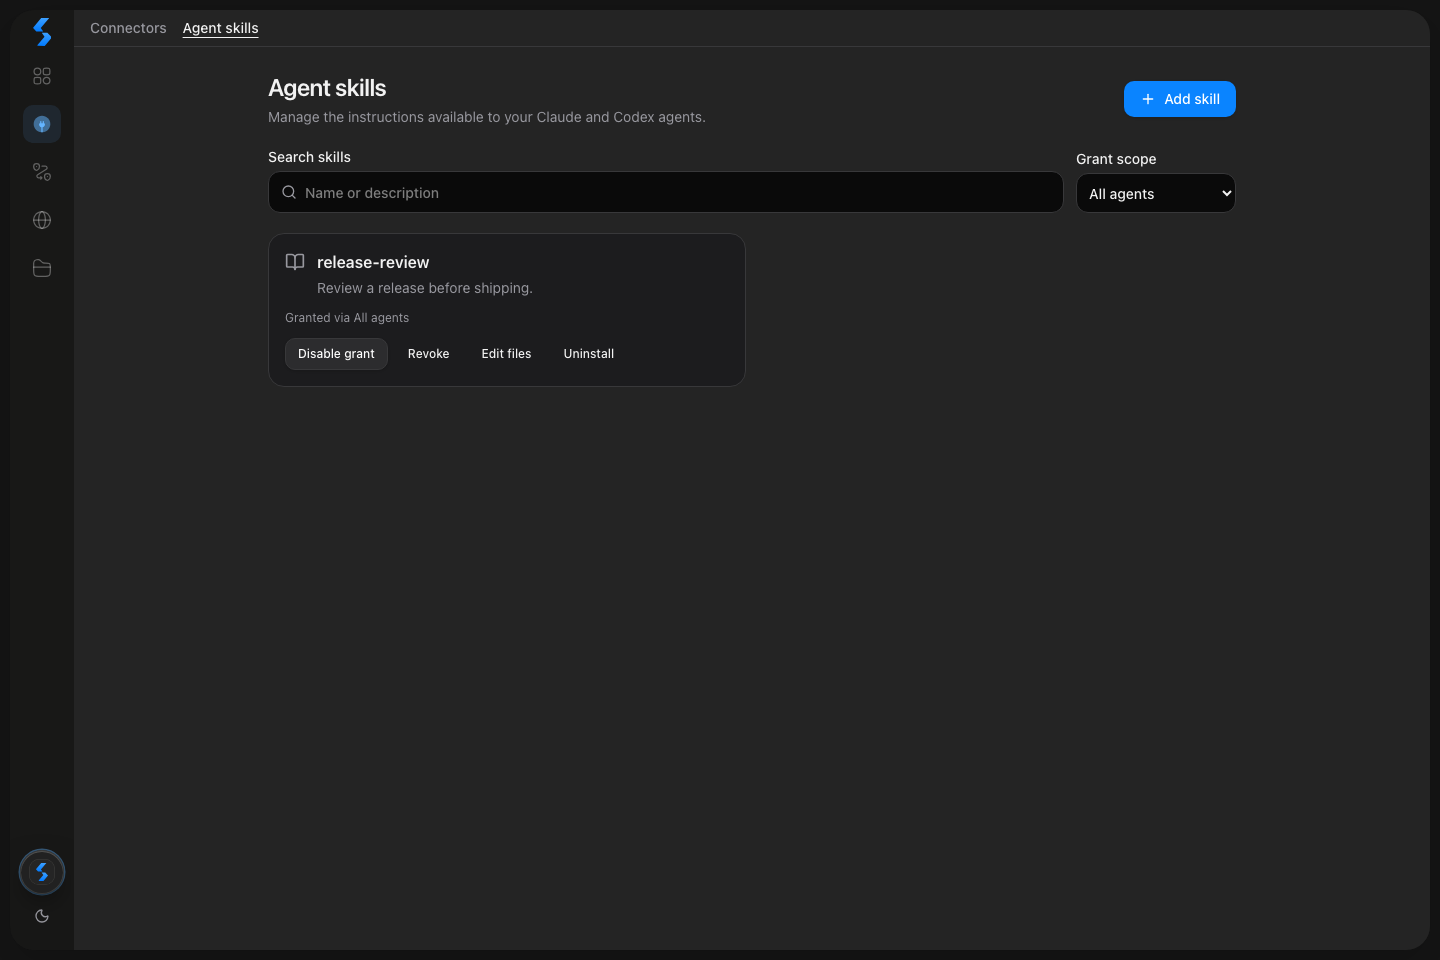 Connectors
Agent skills
Agent skills
Manage the instructions available to your Claude and Codex agents.
Add skill
Search skills
Name or description
Grant scope
All agents
release-review
Review a release before shipping.
Granted via All agents
Disable grant
Revoke
Edit files
Uninstall